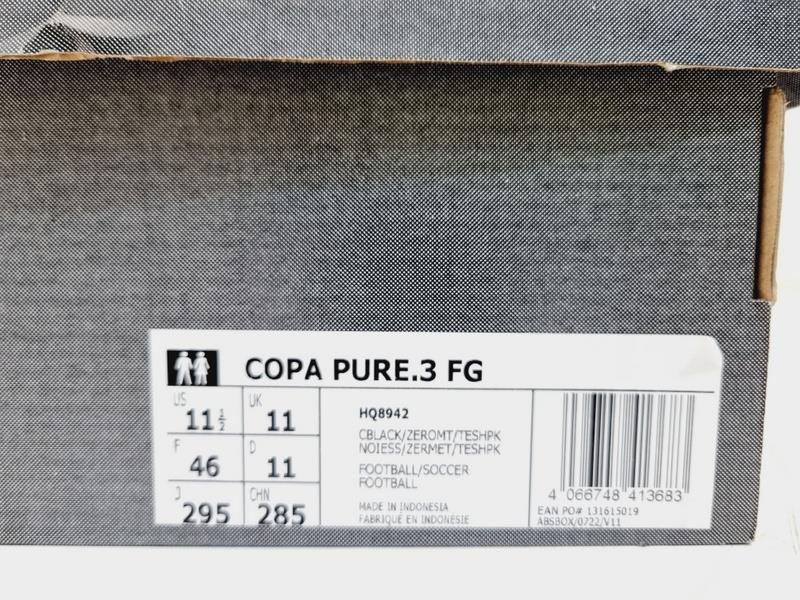 COPA PURE.3 FG
US 11 1/2 UK 11
F 46 D 11
J 295 CHN 285
HQ8942
CBLACK/ZEROMT/TESHPK
NOIESS/ZERMET/TESHPK
FOOTBALL/SOCCER
FOOTBALL
MADE IN INDONESIA
FABRIQUÉ EN INDONÉSIE
4 066748 413683
EAN PO# 131615019
ABSBOX/0722/V11